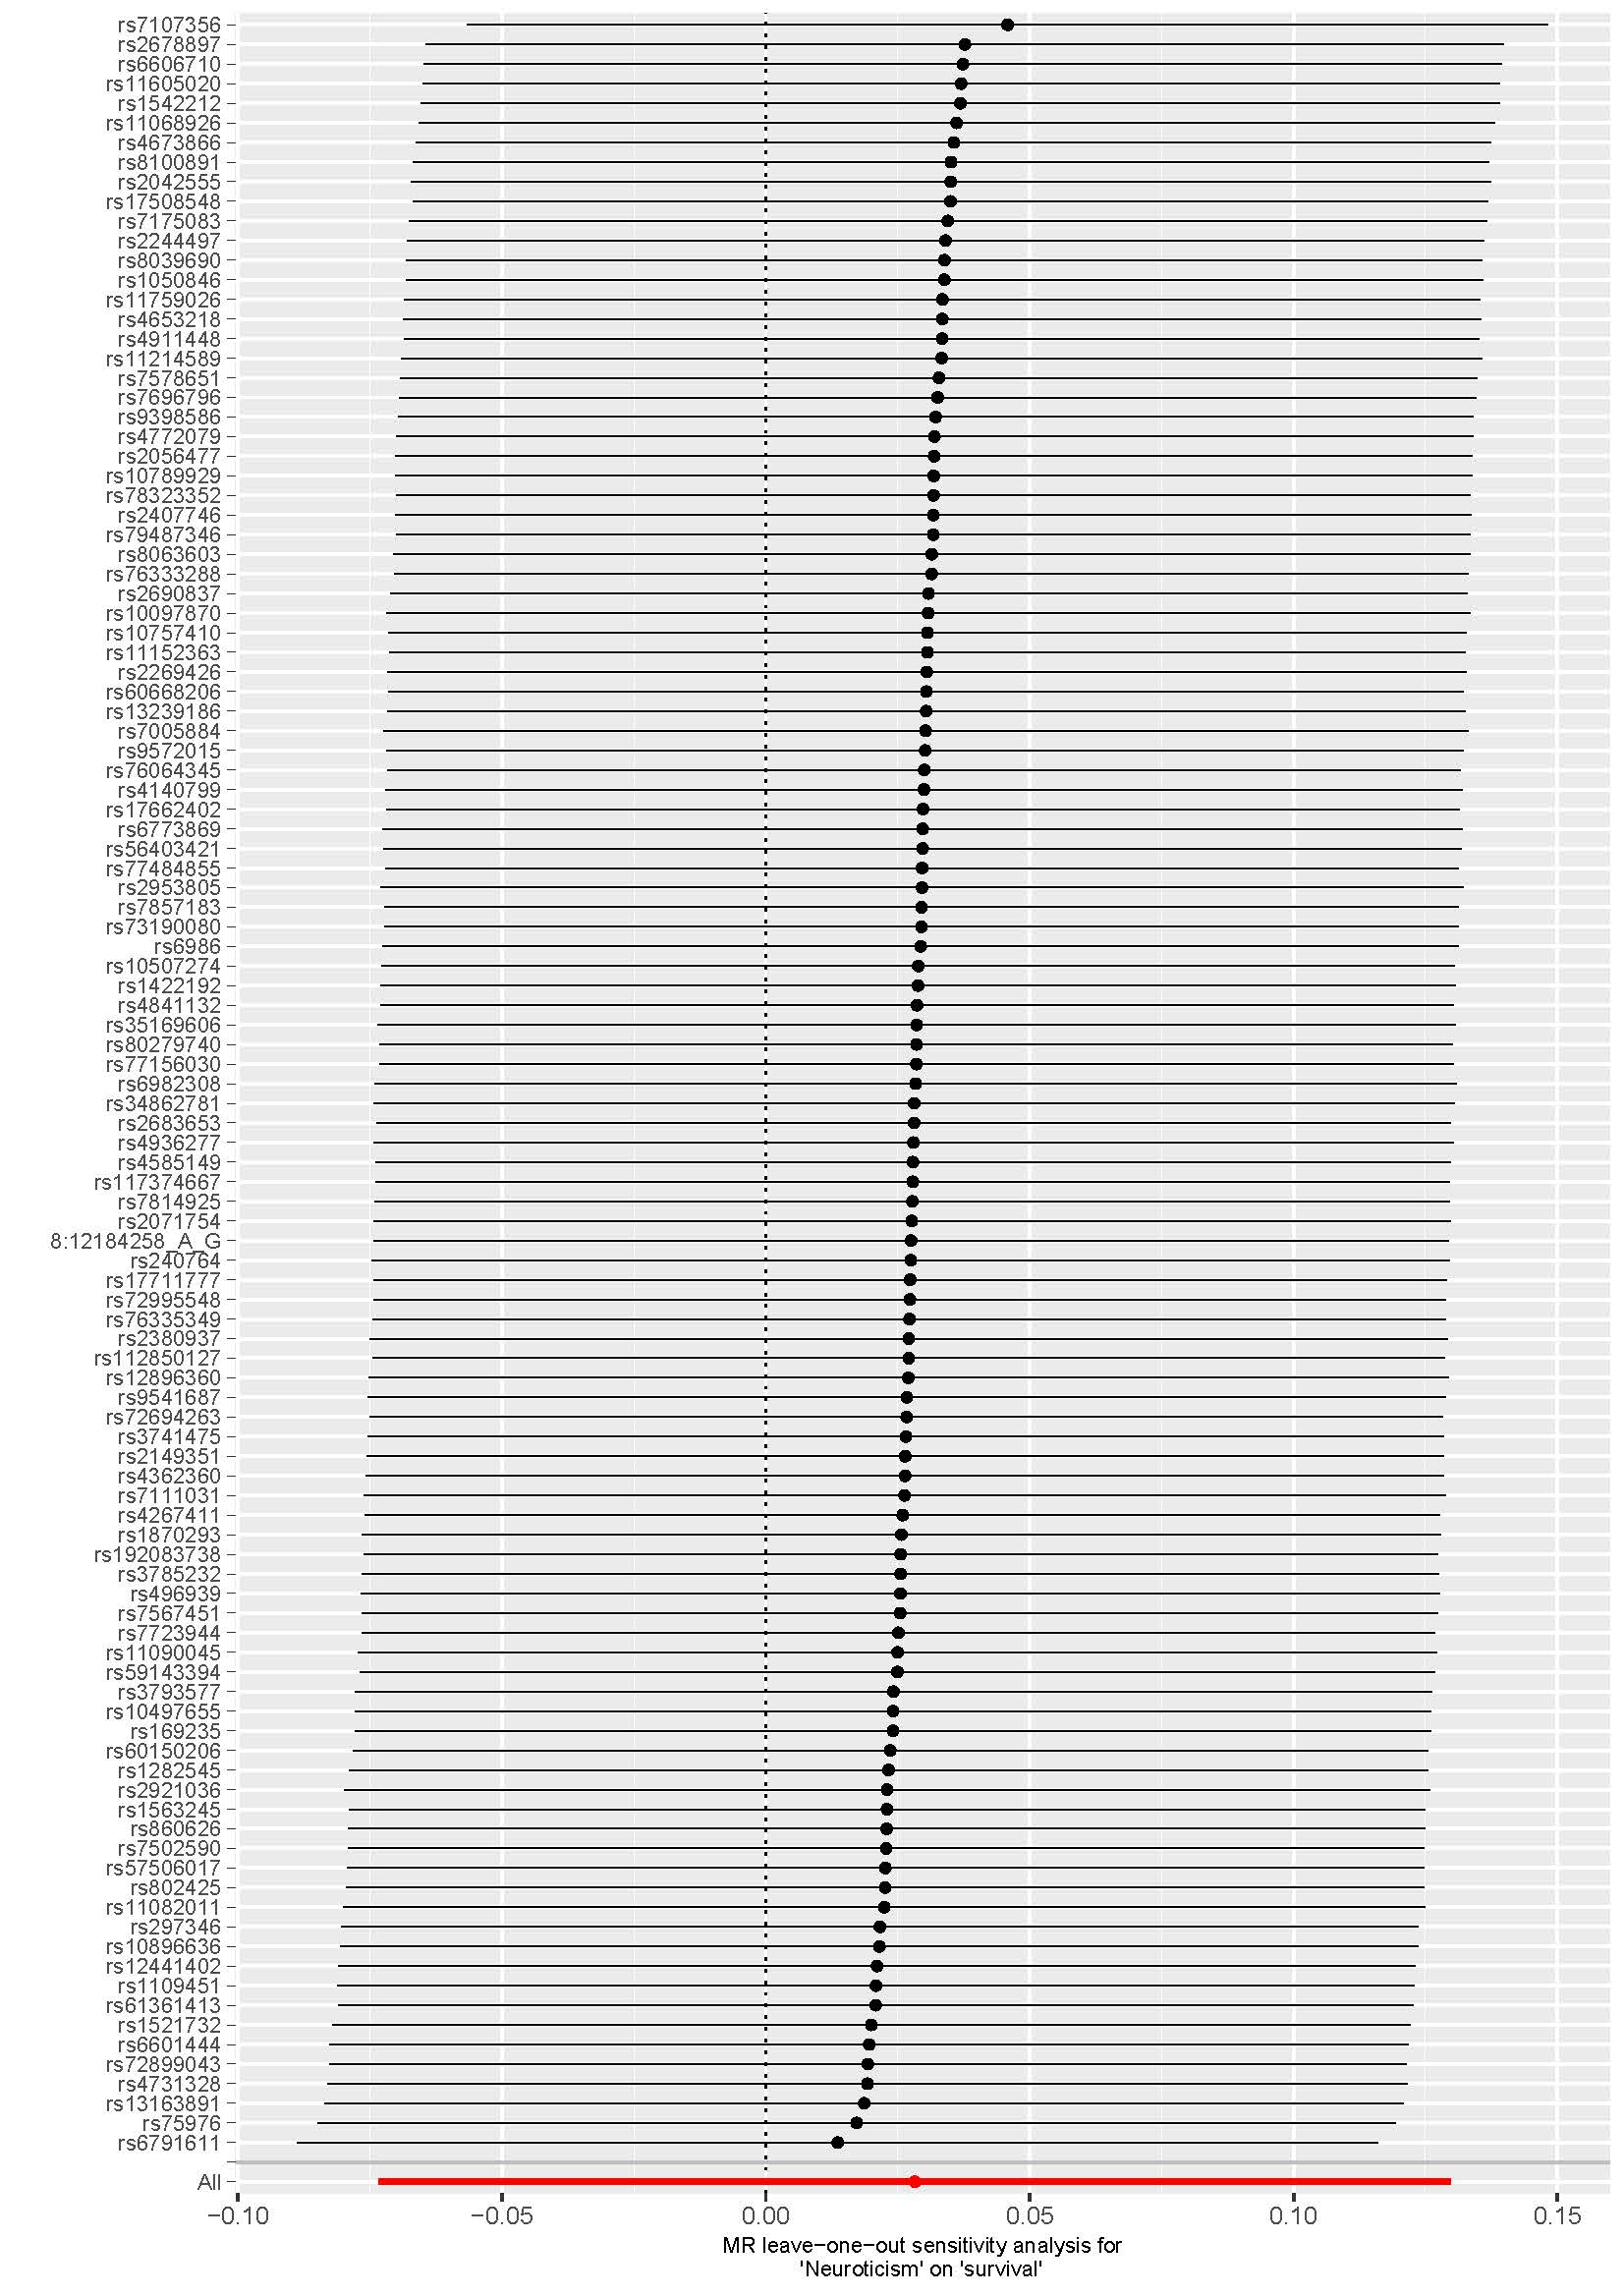 rs7107356
rs2678897
rs6606710
rs11605020
rs1542212
rs11068926
rs4673866
rs8100891
rs2042555
rs17508548
rs7175083
rs2244497
rs8039690
rs1050846
rs11759026
rs4653218
rs4911448
rs11214589
rs7578651
rs7696796
rs9398586
rs4772079
rs2056477
rs10789929
rs78323352
rs2407746
rs79487346
rs8063603
rs76333288
rs2690837
rs10097870
rs10757410
rs11152363
rs2269426
rs60668206
rs13239186
rs7005884
rs9572015
rs76064345
rs4140799
rs17662402
rs6773869
rs56403421
rs77484855
rs2953805
rs7857183
rs73190080
rs6986
rs10507274
rs1422192
rs4841132
rs35169606
rs80279740
rs77156030
rs6982308
rs34862781
rs2683653
rs4936277
rs4585149
rs117374667
rs7814925
rs2071754
8:12184258_A_G
rs240764
rs17711777
rs72995548
rs76335349
rs2380937
rs112850127
rs12896360
rs9541687
rs72694263
rs3741475
rs2149351
rs4362360
rs7111031
rs4267411
rs1870293
rs192083738
rs3785232
rs496939
rs7567451
rs7723944
rs11090045
rs59143394
rs3793577
rs10497655
rs169235
rs60150206
rs1282545
rs2921036
rs1563245
rs860626
rs7502590
rs57506017
rs802425
rs11082011
rs297346
rs10896636
rs12441402
rs1109451
rs61361413
rs1521732
rs6601444
rs72899043
rs4731328
rs13163891
rs75976
rs6791611
All
−0.10 −0.05 0.00 0.05 0.10 0.15
MR leave−one−out sensitivity analysis for
'Neuroticism' on 'survival'